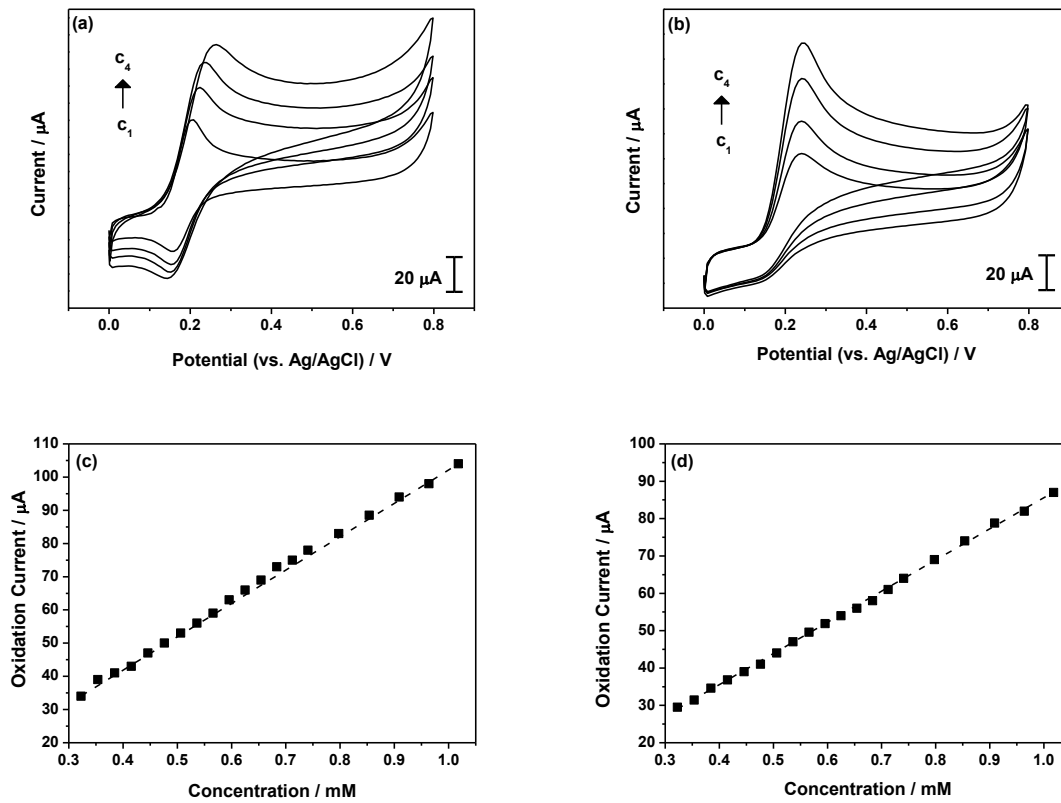 (a)
c4
c1
Current / µA
20 µA
0.0 0.2 0.4 0.6 0.8
Potential (vs. Ag/AgCl) / V
(b)
c4
c1
Current / µA
20 µA
0.0 0.2 0.4 0.6 0.8
Potential (vs. Ag/AgCl) / V
(c)
Oxidation Current / µA
110
100
90
80
70
60
50
40
30
20
0.3 0.4 0.5 0.6 0.7 0.8 0.9 1.0
Concentration / mM
(d)
Oxidation Current / µA
100
90
80
70
60
50
40
30
20
0.3 0.4 0.5 0.6 0.7 0.8 0.9 1.0
Concentration / mM